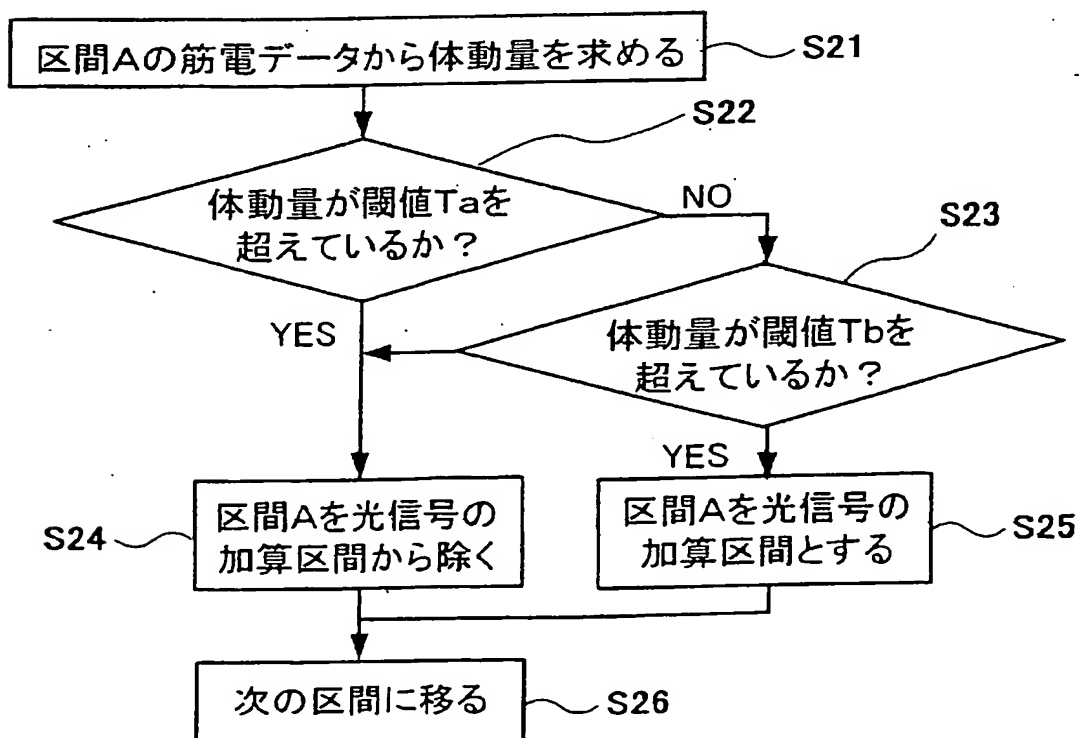 区間Aの筋電データから体動量を求める
S21
S22
体動量が閾値Taを
超えているか？
NO
S23
YES
体動量が閾値Tbを
超えているか？
YES
S24
区間Aを光信号の
加算区間から除く
区間Aを光信号の
加算区間とする
S25
次の区間に移る
S26